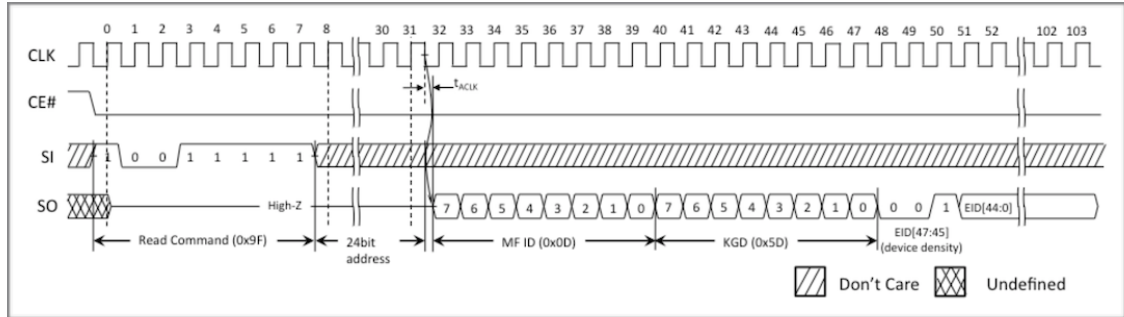 0 1 2 3 4 5 6 7 8 30 31 32 33 34 35 36 37 38 39 40 41 42 43 44 45 46 47 48 49 50 51 52 102 103
CLK
tACLK
CE#
SI 1 0 0 1 1 1 1 1
SO High-Z 7 6 5 4 3 2 1 0 7 6 5 4 3 2 1 0 0 0 1 EID[44:0]
Read Command (0x9F) 24bit address MF ID (0x0D) KGD (0x5D) EID[47:45] (device density)
Don't Care Undefined